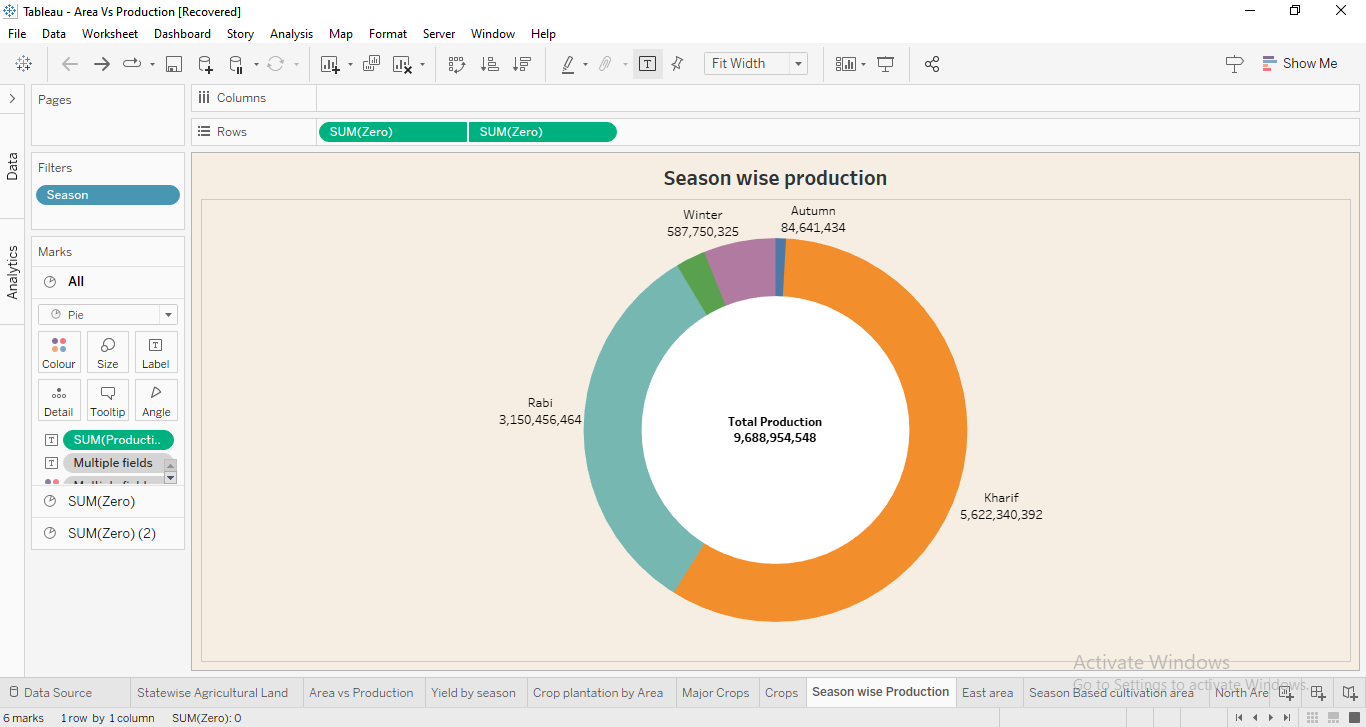 Tableau - Area Vs Production [Recovered]
File Data Worksheet Dashboard Story Analysis Map Format Server Window Help
Fit Width
Show Me
Pages
Columns
Rows
SUM(Zero) SUM(Zero)
Data
Analytics
Filters
Season
Marks
All
Pie
Colour Size Label
Detail Tooltip Angle
SUM(Producti..
Multiple fields
SUM(Zero)
SUM(Zero) (2)
Season wise production
Winter
587,750,325
Autumn
84,641,434
Rabi
3,150,456,464
Total Production
9,688,954,548
Kharif
5,622,340,392
Activate Windows
Go to Settings to activate Windows.
Data Source Statewise Agricultural Land Area vs Production Yield by season Crop plantation by Area Major Crops Crops Season wise Production East area Season Based cultivation area North Are
6 marks 1 row by 1 column SUM(Zero): 0